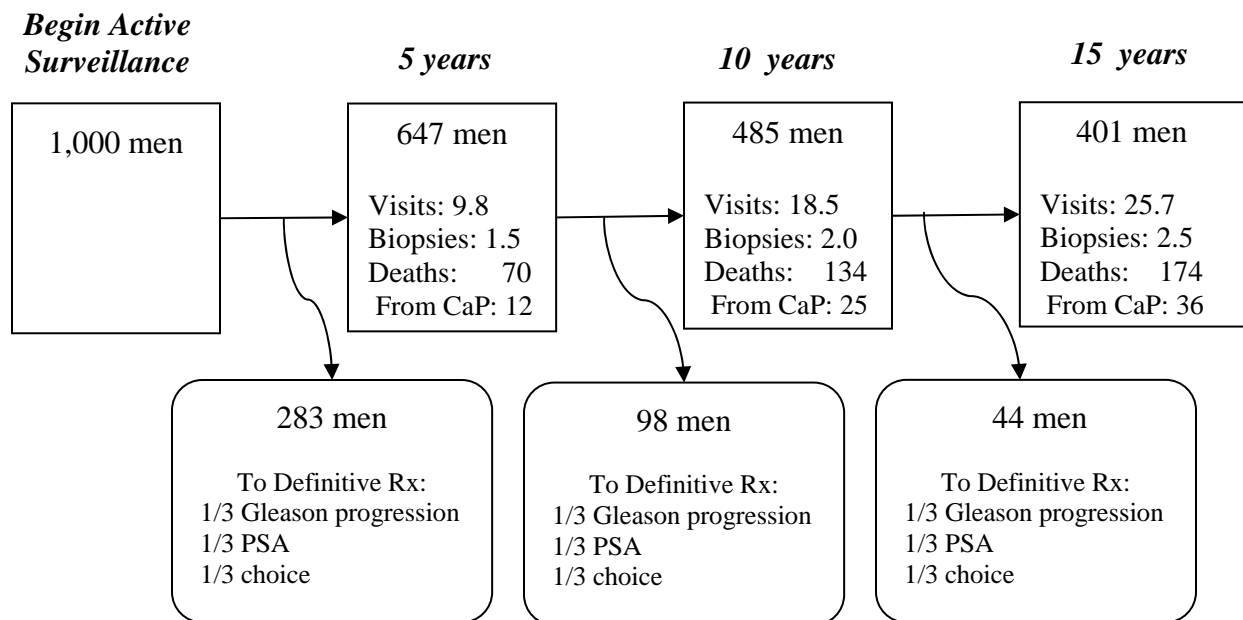 Begin Active
Surveillance
5 years
10 years
15 years
1,000 men
647 men
Visits: 9.8
Biopsies: 1.5
Deaths: 70
From CaP: 12
485 men
Visits: 18.5
Biopsies: 2.0
Deaths: 134
From CaP: 25
401 men
Visits: 25.7
Biopsies: 2.5
Deaths: 174
From CaP: 36
283 men
To Definitive Rx:
1/3 Gleason progression
1/3 PSA
1/3 choice
98 men
To Definitive Rx:
1/3 Gleason progression
1/3 PSA
1/3 choice
44 men
To Definitive Rx:
1/3 Gleason progression
1/3 PSA
1/3 choice